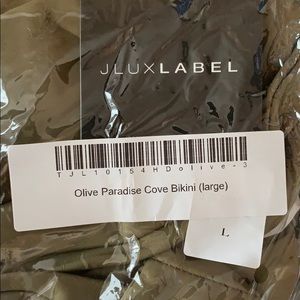 JLUXLABEL
TJL10154HDolive-3
Olive Paradise Cove Bikini (large)
L